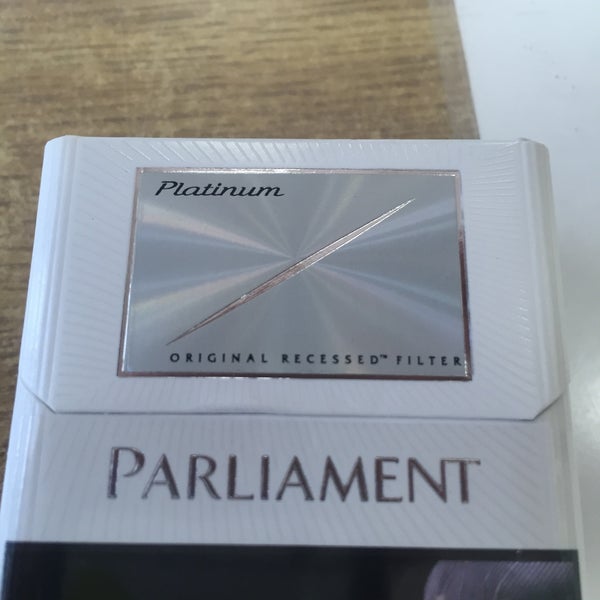 Platinum
ORIGINAL RECESSED™ FILTER
PARLIAMENT